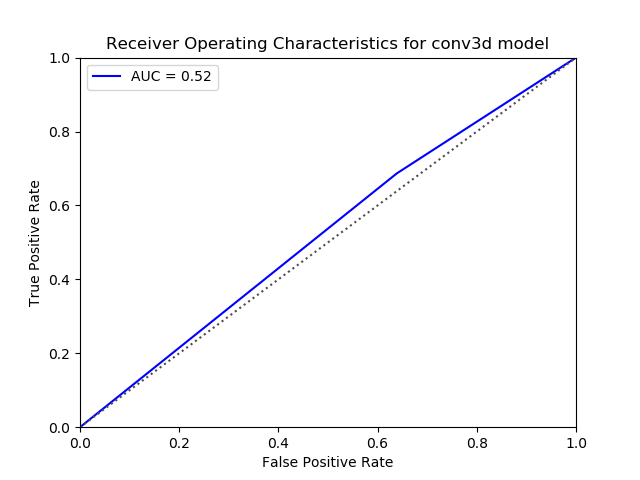 Receiver Operating Characteristics for conv3d model
AUC = 0.52
1.0
0.8
0.6
0.4
0.2
0.0
True Positive Rate
0.0 0.2 0.4 0.6 0.8 1.0
False Positive Rate